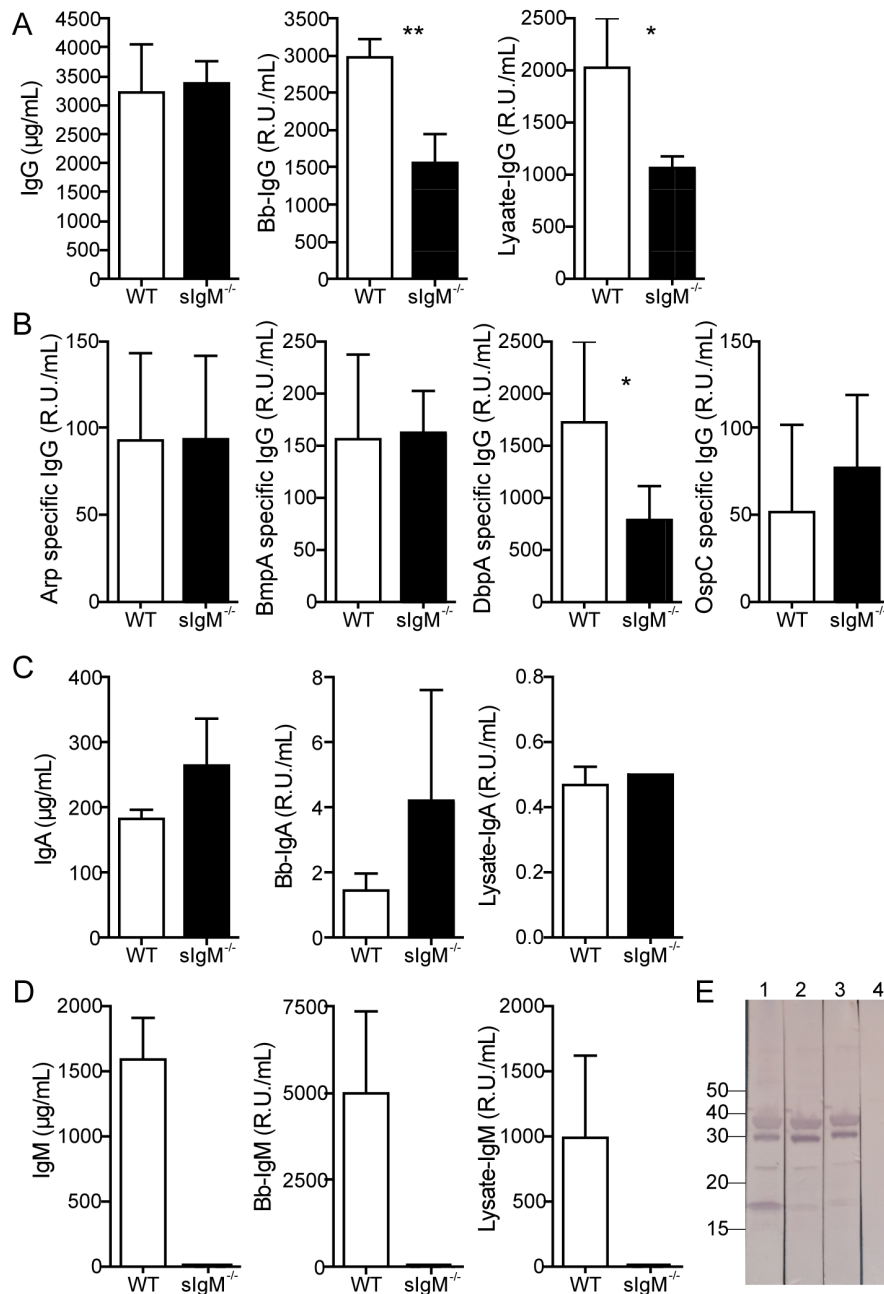 A
IgG (µg/mL)
4500
4000
3500
3000
2500
2000
1500
1000
500
0
WT
sIgM-/-
Bb-IgG (R.U./mL)
3500
3000
2500
2000
1500
1000
500
0
**
WT
sIgM-/-
Lyaate-IgG (R.U./mL)
2500
2000
1500
1000
500
0
*
WT
sIgM-/-
B
Arp specific IgG (R.U./mL)
150
100
50
0
WT
sIgM-/-
BmpA specific IgG (R.U./mL)
250
200
150
100
50
0
WT
sIgM-/-
DbpA specific IgG (R.U./mL)
2500
2000
1500
1000
500
0
*
WT
sIgM-/-
OspC specific IgG (R.U./mL)
150
100
50
0
WT
sIgM-/-
C
IgA (µg/mL)
400
300
200
100
0
WT
sIgM-/-
Bb-IgA (R.U./mL)
8
6
4
2
0
WT
sIgM-/-
Lysate-IgA (R.U./mL)
0.8
0.6
0.4
0.2
0.0
WT
sIgM-/-
D
IgM (µg/mL)
2000
1500
1000
500
0
WT
sIgM-/-
Bb-IgM (R.U./mL)
7500
5000
2500
0
WT
sIgM-/-
Lysate-IgM (R.U./mL)
2000
1500
1000
500
0
WT
sIgM-/-
E
1 2 3 4
50
40
30
20
15